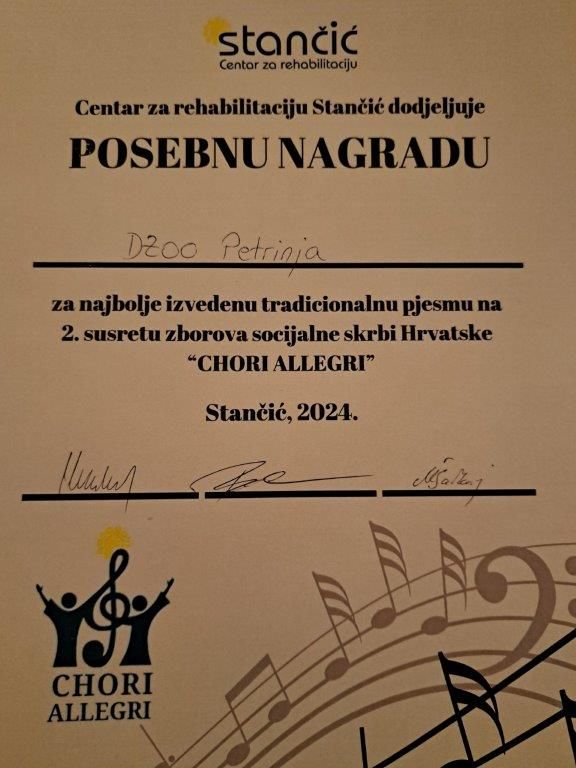 stančić
Centar za rehabilitaciju
Centar za rehabilitaciju Stančić dodjeljuje
POSEBNU NAGRADU
DZOO Petrinja
za najbolje izvedenu tradicionalnu pjesmu na
2. susretu zborova socijalne skrbi Hrvatske
“CHORI ALLEGRI”
Stančić, 2024.
CHORI
ALLEGRI